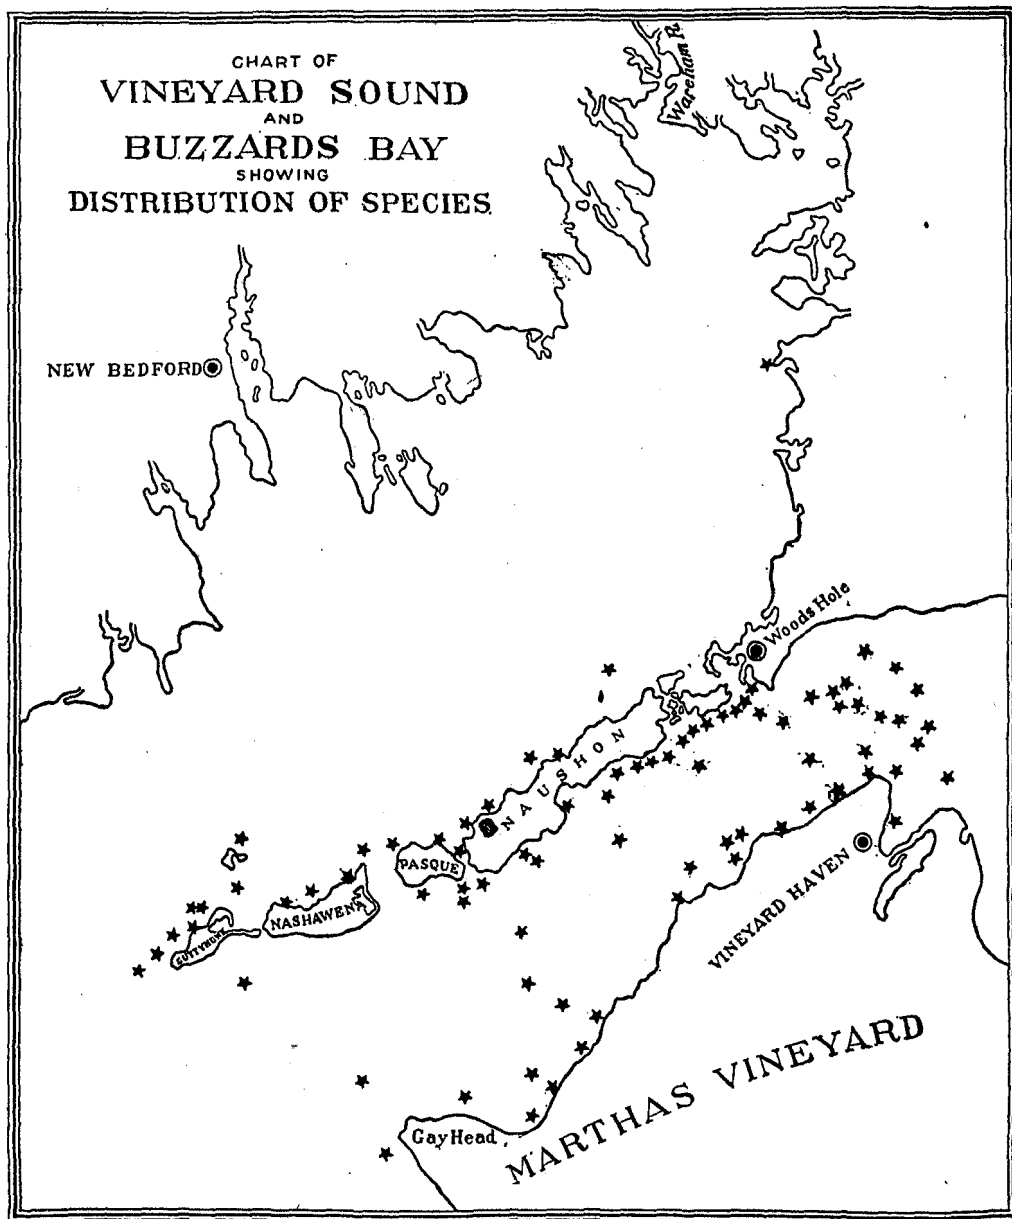 CHART OF
VINEYARD SOUND
AND
BUZZARDS BAY
SHOWING
DISTRIBUTION OF SPECIES.
Wareham R.
NEW BEDFORD
Woods Hole
NAUSHON
PASQUE
NASHAWENA
CUTTYHUNK
VINEYARD HAVEN
MARTHAS VINEYARD
Gay Head